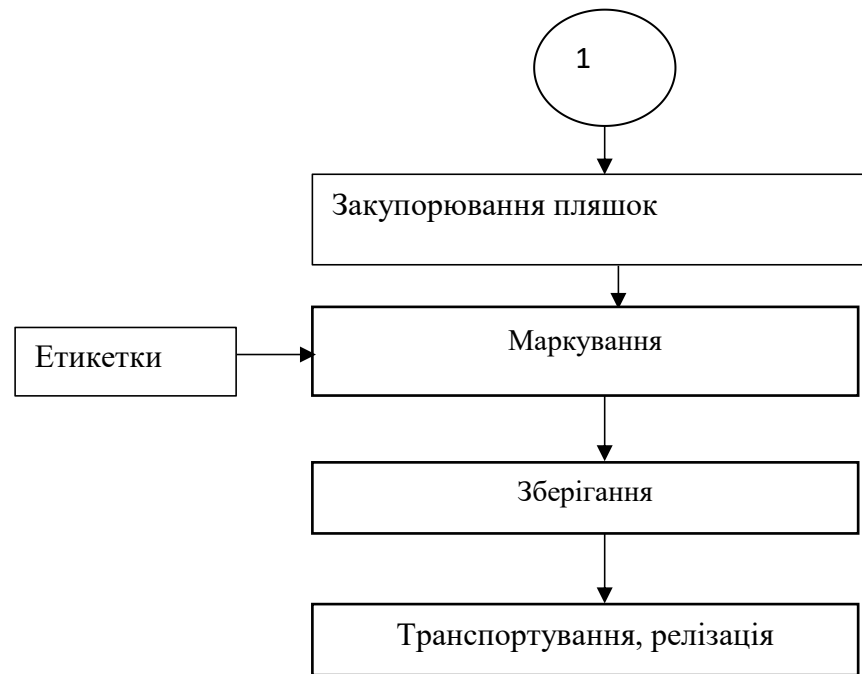 1
Закупорювання пляшок
Маркування
Етикетки
Зберігання
Транспортування, релізація